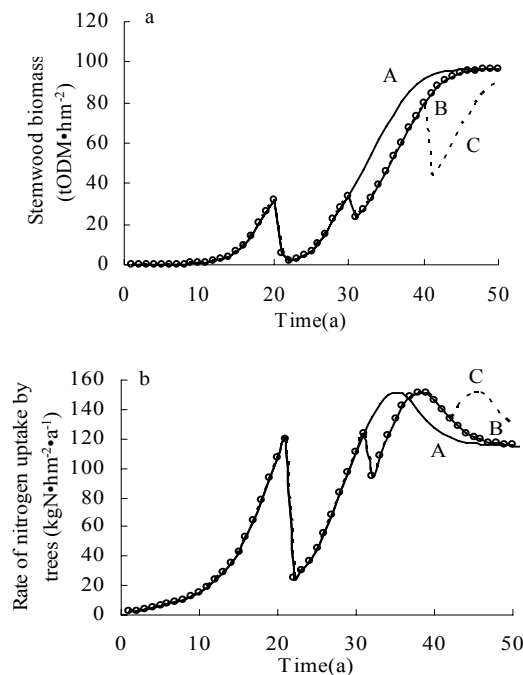 a
Stemwood biomass
(tODM•hm-2)
120
100
80
60
40
20
0
A
B
C
0 10 20 30 40 50
Time(a)
b
Rate of nitrogen uptake by
trees (kgN•hm-2•a-1)
160
140
120
100
80
60
40
20
0
C
B
A
0 10 20 30 40 50
Time(a)